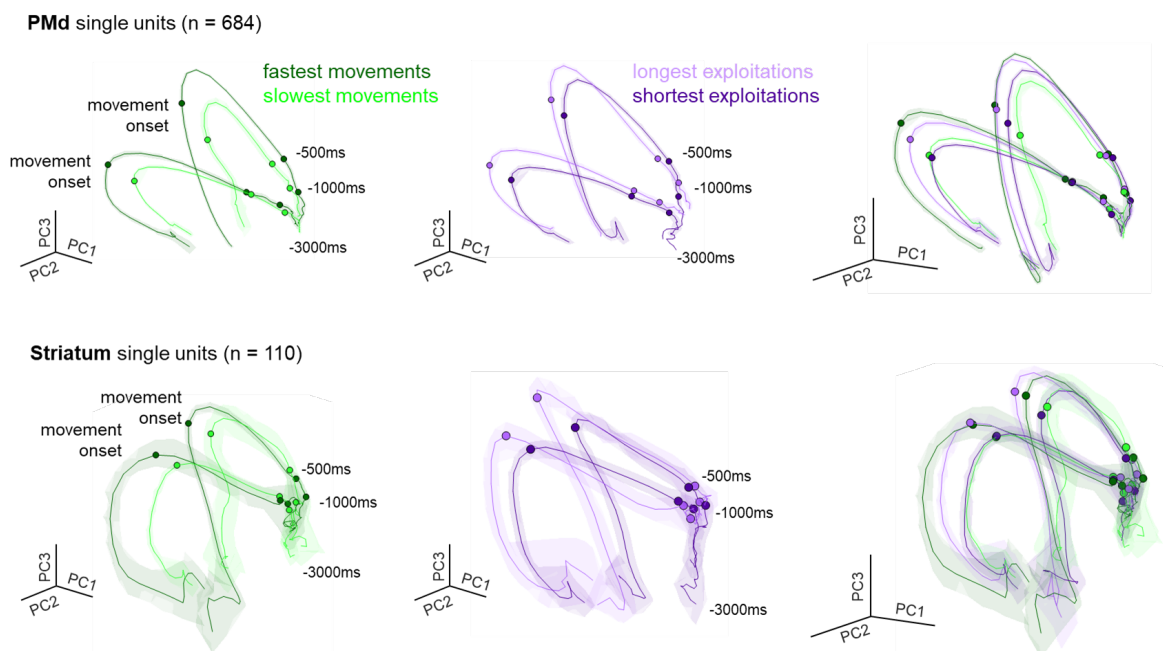 PMd single units (n = 684)
fastest movements
slowest movements
longest exploitations
shortest exploitations
movement
onset
movement
onset
-500ms
-1000ms
-3000ms
PC3
PC1
PC2
-500ms
-1000ms
-3000ms
PC3
PC1
PC2
PC3
PC1
PC2
Striatum single units (n = 110)
movement
onset
movement
onset
-500ms
-1000ms
-3000ms
PC3
PC1
PC2
-500ms
-1000ms
-3000ms
PC3
PC1
PC2
PC3
PC1
PC2